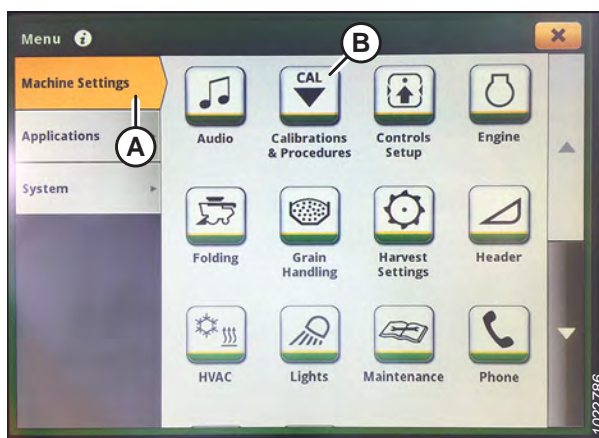 Menu i
B
Machine Settings
A
Applications
System
CAL
Audio
Calibrations
& Procedures
Controls
Setup
Engine
Folding
Grain
Handling
Harvest
Settings
Header
HVAC
Lights
Maintenance
Phone
1022786